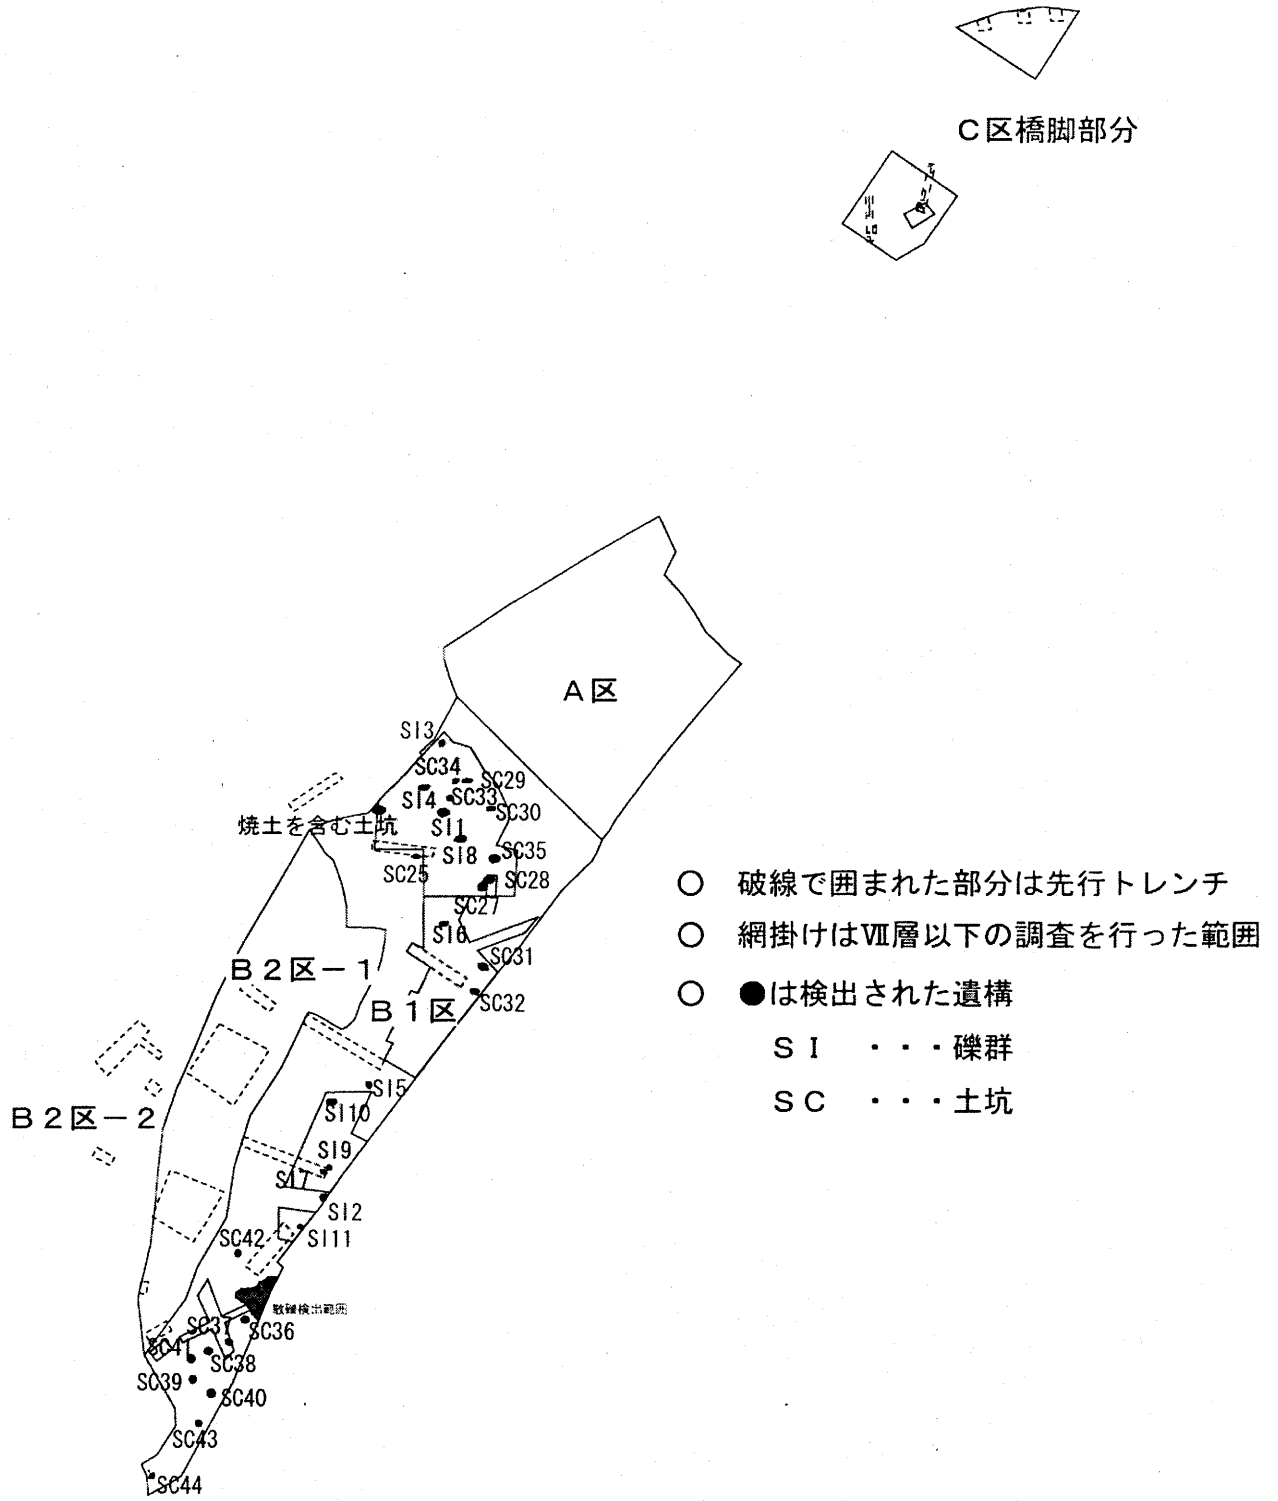 C区橋脚部分
A区
SI3
SC34
SC29
SI4
SC33
SC30
焼土を含む土坑
SI1
SI8
SC35
SC25
SC28
SC27
SI6
SC31
B2区-1
SC32
B1区
SI5
SI10
B2区-2
SI9
SI7
SI2
SI11
SC42
散礫検出範囲
SC37
SC36
SC41
SC38
SC39
SC40
SC43
SC44
○ 破線で囲まれた部分は先行トレンチ
○ 網掛けはⅦ層以下の調査を行った範囲
○ ●は検出された遺構
SI ・・・礫群
SC ・・・土坑